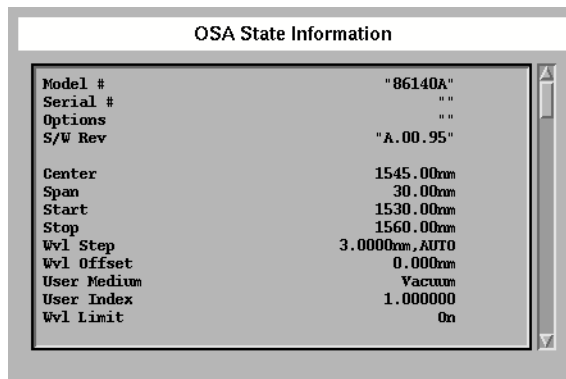 OSA State Information
Model # "86140A"
Serial # ""
Options ""
S/W Rev "A.00.95"
Center 1545.00nm
Span 30.00nm
Start 1530.00nm
Stop 1560.00nm
Wvl Step 3.0000nm,AUTO
Wvl Offset 0.000nm
User Medium Vacuum
User Index 1.000000
Wvl Limit On